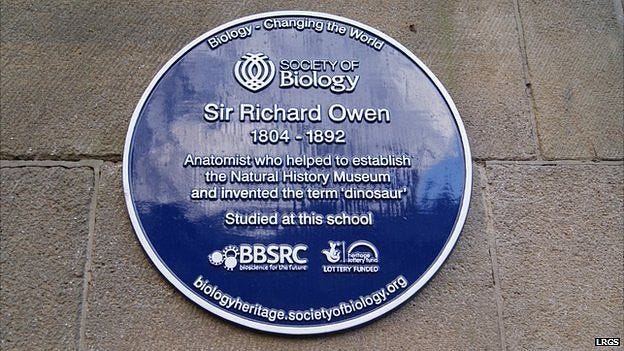 Biology - Changing the World
SOCIETY OF
Biology
Sir Richard Owen
1804 - 1892
Anatomist who helped to establish
the Natural History Museum
and invented the term ‘dinosaur’
Studied at this school
BBSRC
bioscience for the future
heritage
lottery fund
LOTTERY FUNDED
biologyheritage.societyofbiology.org
LRGS